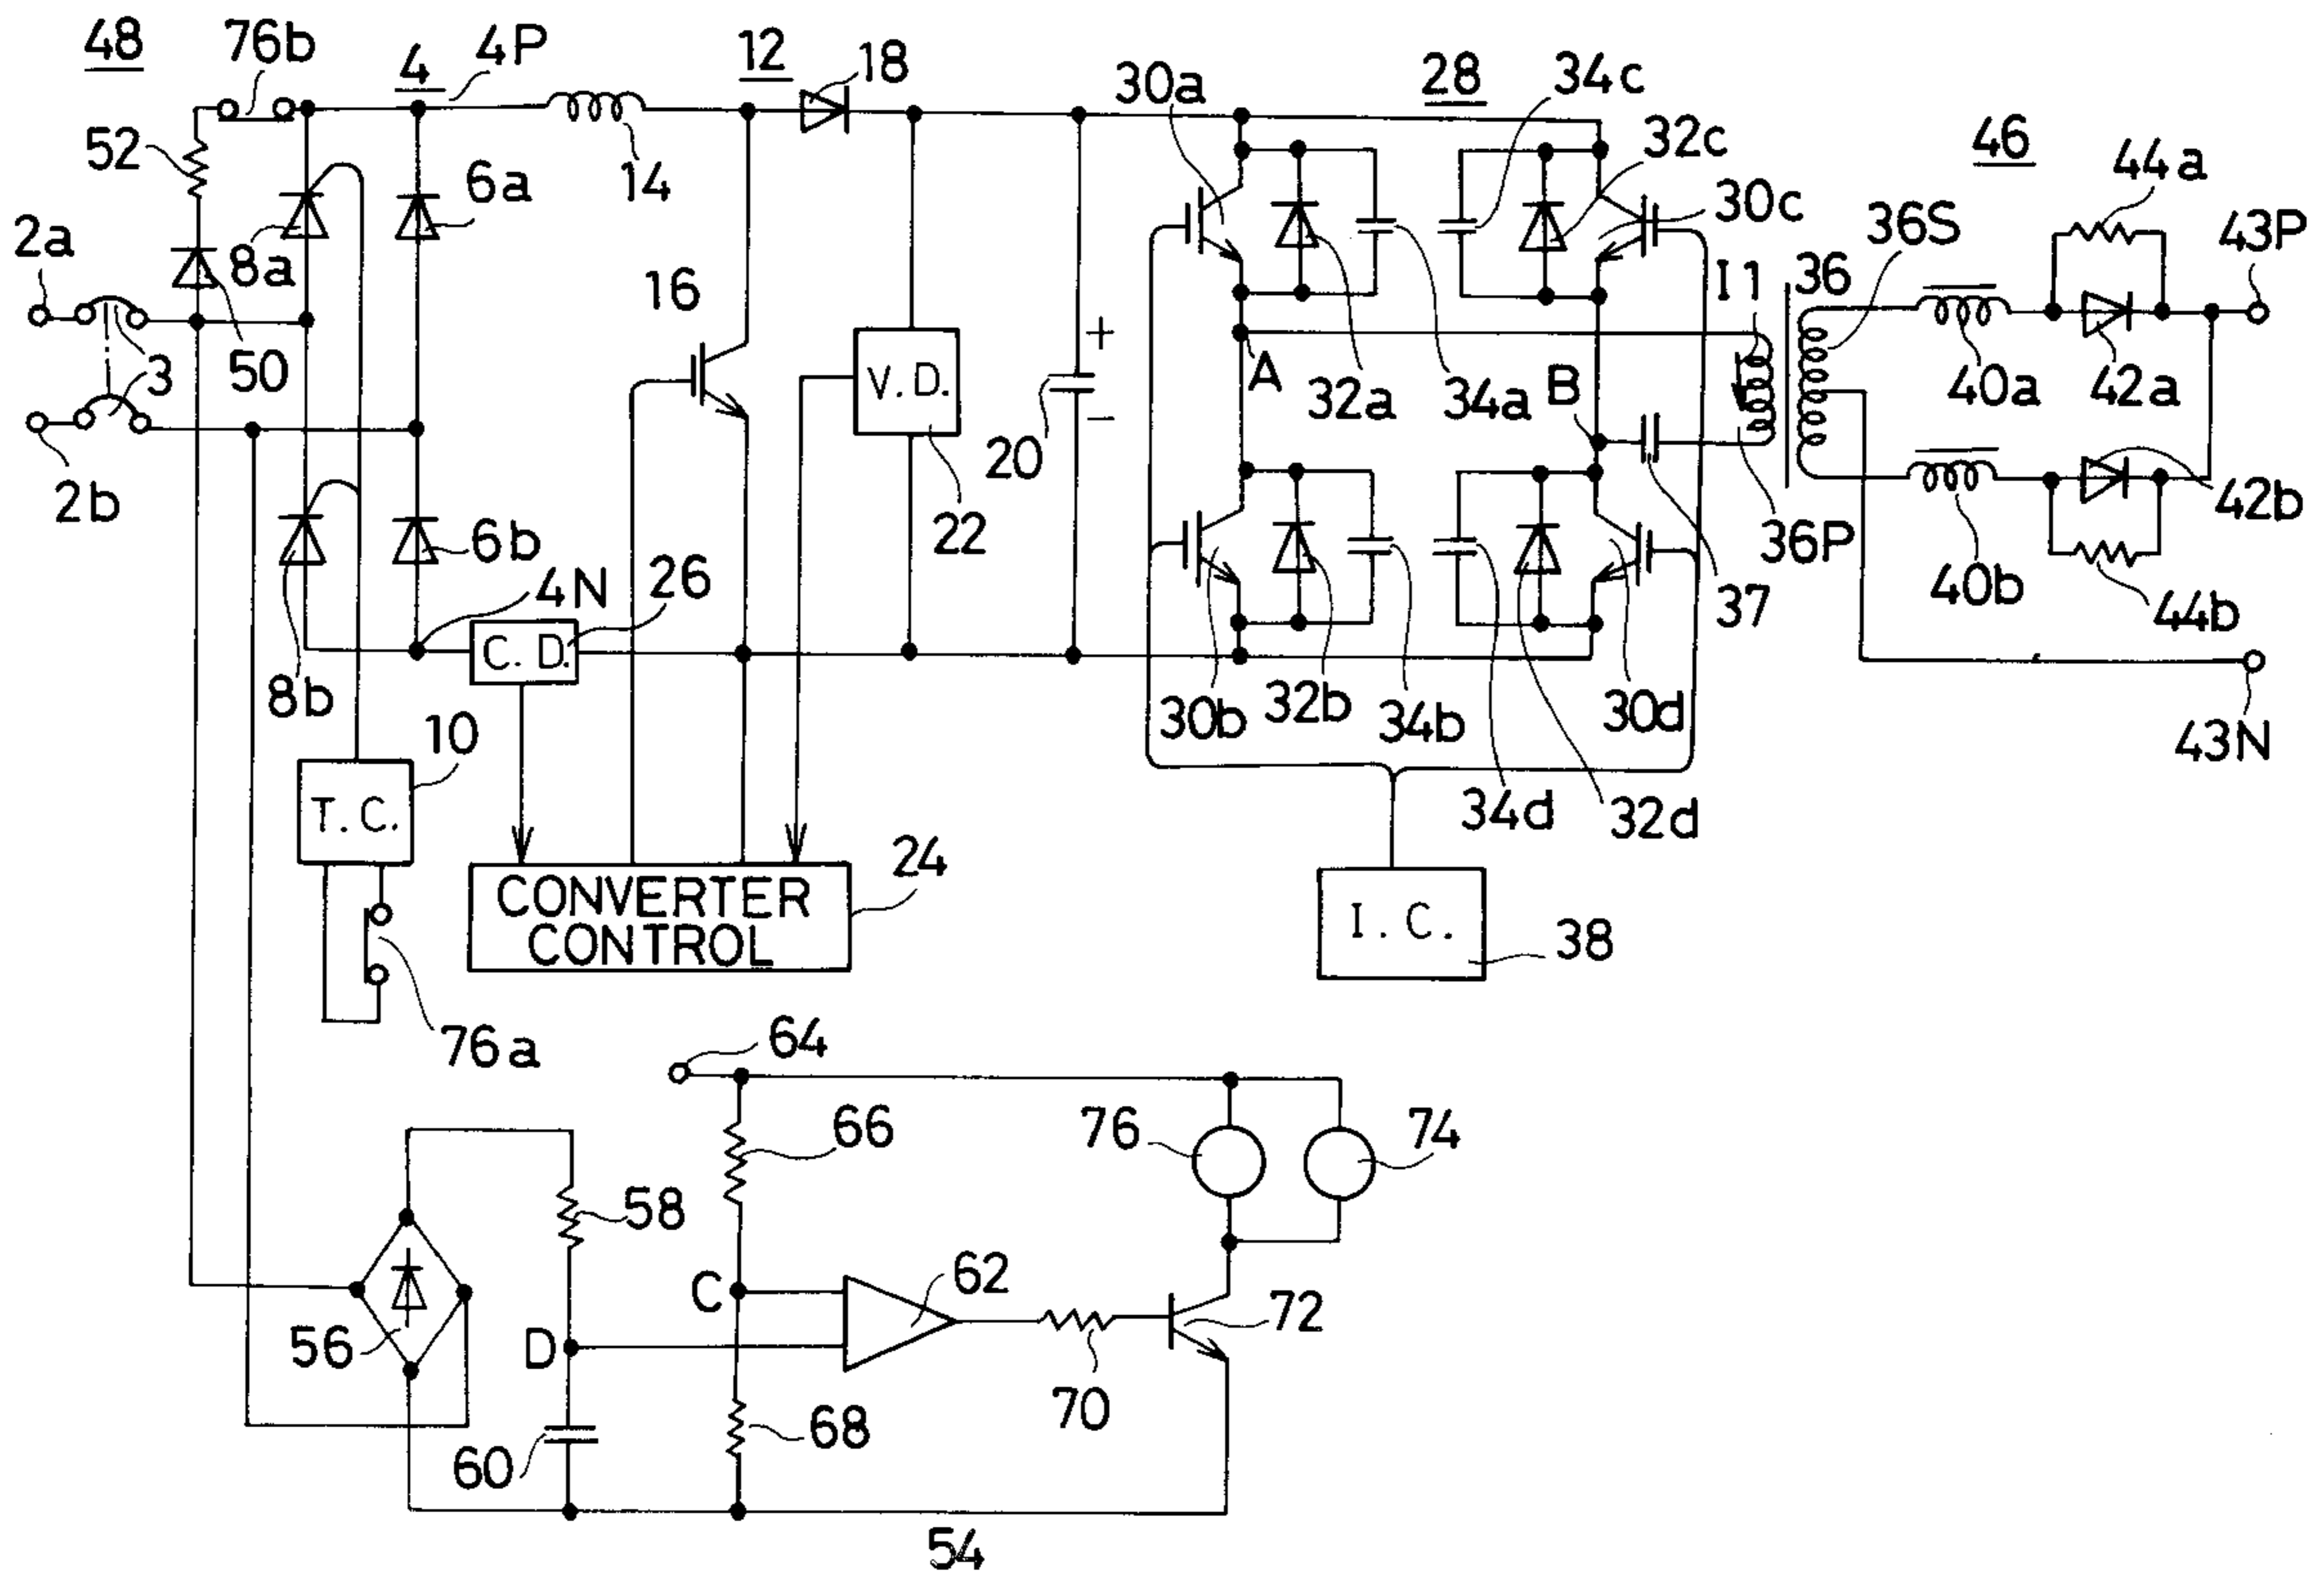 48
76b
4
4P
12
18
30a
28
34c
52
6a
14
32c
46
44a
2a
8a
16
30c
36S
43P
I1
36
3
50
V.D.
A
32a
34a
B
40a
42a
20
+
−
2b
6b
22
36P
42b
4N
26
C.D.
37
40b
44b
8b
30b
32b
34b
30d
43N
10
T.C.
34d
32d
24
CONVERTER
CONTROL
I.C.
38
76a
64
66
76
74
58
C
62
72
56
D
70
60
68
54